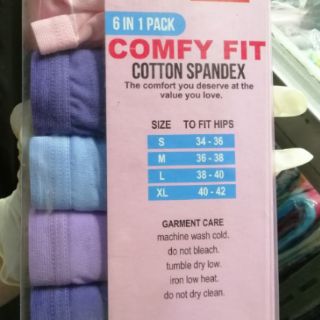 6 IN 1 PACK
COMFY FIT
COTTON SPANDEX
The comfort you deserve at the
value you love.
SIZE TO FIT HIPS
S 34 - 36
M 36 - 38
L 38 - 40
XL 40 - 42
GARMENT CARE
machine wash cold.
do not bleach.
tumble dry low.
iron low heat.
do not dry clean.